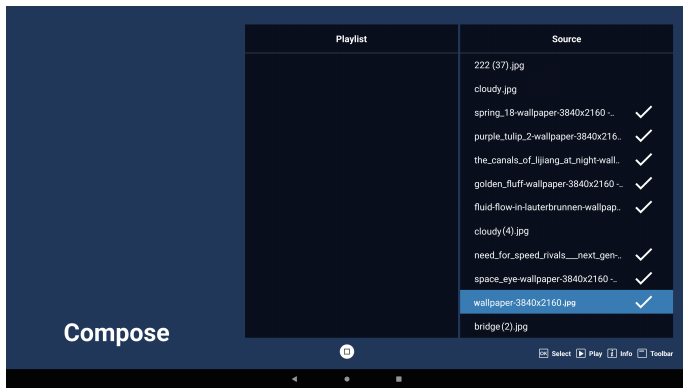 Playlist
Source
222 (37).jpg
cloudy.jpg
spring_18-wallpaper-3840x2160 -..
purple_tulip_2-wallpaper-3840x216..
the_canals_of_lijiang_at_night-wall..
golden_fluff-wallpaper-3840x2160 -..
fluid-flow-in-lauterbrunnen-wallpap..
cloudy(4).jpg
need_for_speed_rivals__next_gen-..
space_eye-wallpaper-3840x2160 -..
wallpaper-3840x2160.jpg
bridge(2).jpg
Compose
OK Select Play i Info Toolbar